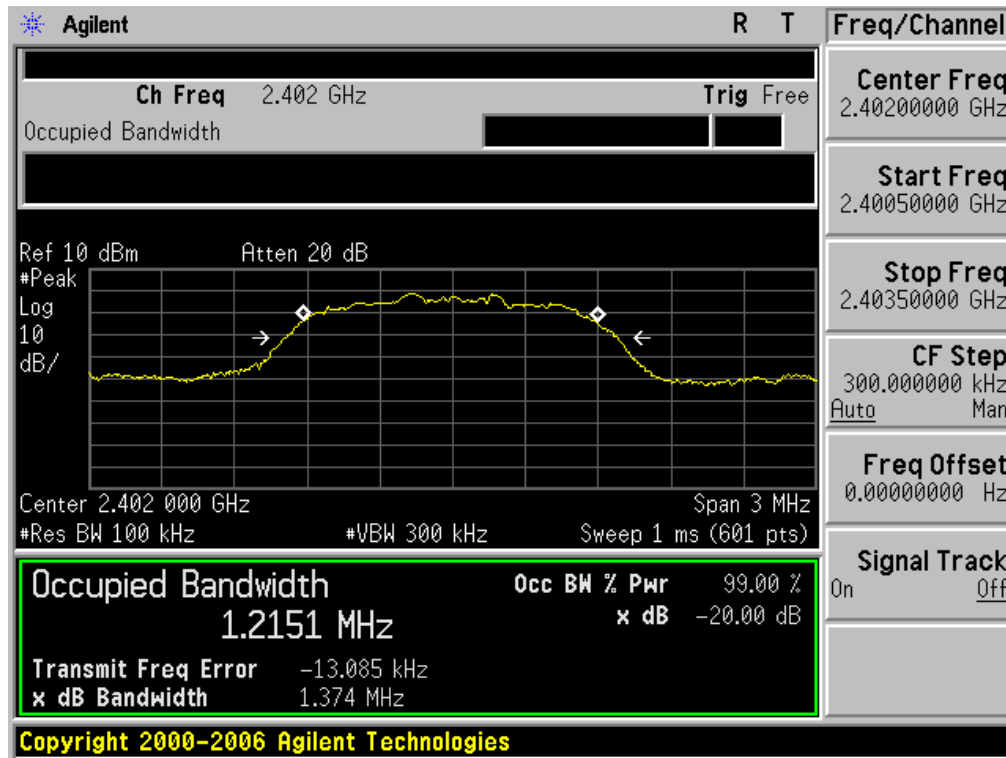 Agilent R T Freq/Channel
Ch Freq 2.402 GHz Trig Free
Occupied Bandwidth
Center Freq
2.40200000 GHz
Start Freq
2.40050000 GHz
Stop Freq
2.40350000 GHz
CF Step
300.000000 kHz
Auto Man
Freq Offset
0.00000000 Hz
Signal Track
On Off
Ref 10 dBm Atten 20 dB
#Peak
Log
10
dB/
Center 2.402 000 GHz Span 3 MHz
#Res BW 100 kHz #VBW 300 kHz Sweep 1 ms (601 pts)
Occupied Bandwidth Occ BW % Pwr 99.00 %
1.2151 MHz x dB -20.00 dB
Transmit Freq Error -13.085 kHz
x dB Bandwidth 1.374 MHz
Copyright 2000-2006 Agilent Technologies